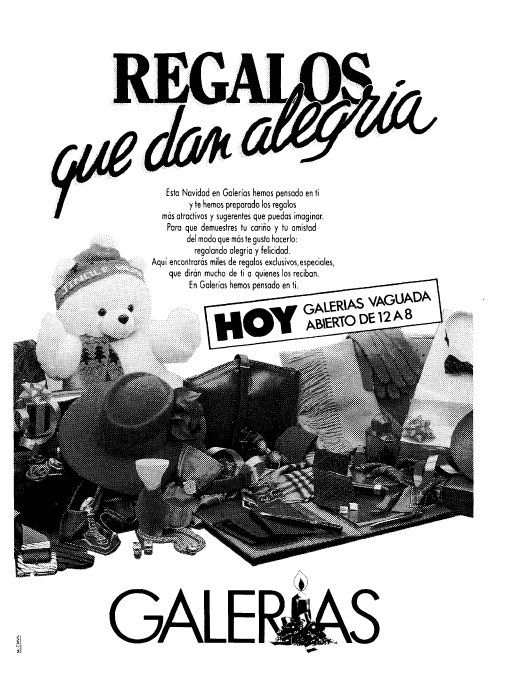 REGALOS
que dan alegría
Esta Navidad en Galerías hemos pensado en ti
y te hemos preparado los regalos
más atractivos y sugerentes que puedas imaginar.
Para que demuestres tu cariño y tu amistad
del modo que más te gusta hacerlo:
regalando alegría y felicidad.
Aquí encontrarás miles de regalos exclusivos, especiales,
que dirán mucho de ti a quienes los reciban.
En Galerías hemos pensado en ti.
HOY GALERIAS VAGUADA
ABIERTO DE 12 A 8
JINGLE
GALERIAS